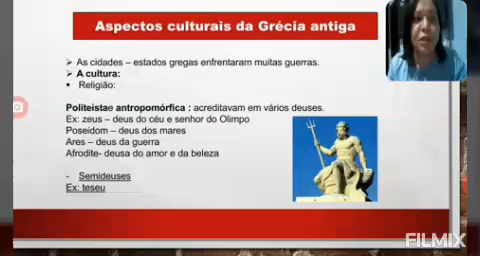 Aspectos culturais da Grécia antiga
As cidades – estados gregas enfrentaram muitas guerras.
A cultura:
Religião:
Politeistae antropomórfica : acreditavam em vários deuses.
Ex: zeus – deus do céu e senhor do Olimpo
Poseidom – deus dos mares
Ares – deus da guerra
Afrodite- deusa do amor e da beleza
- Semideuses
Ex: teseu
FILMIX